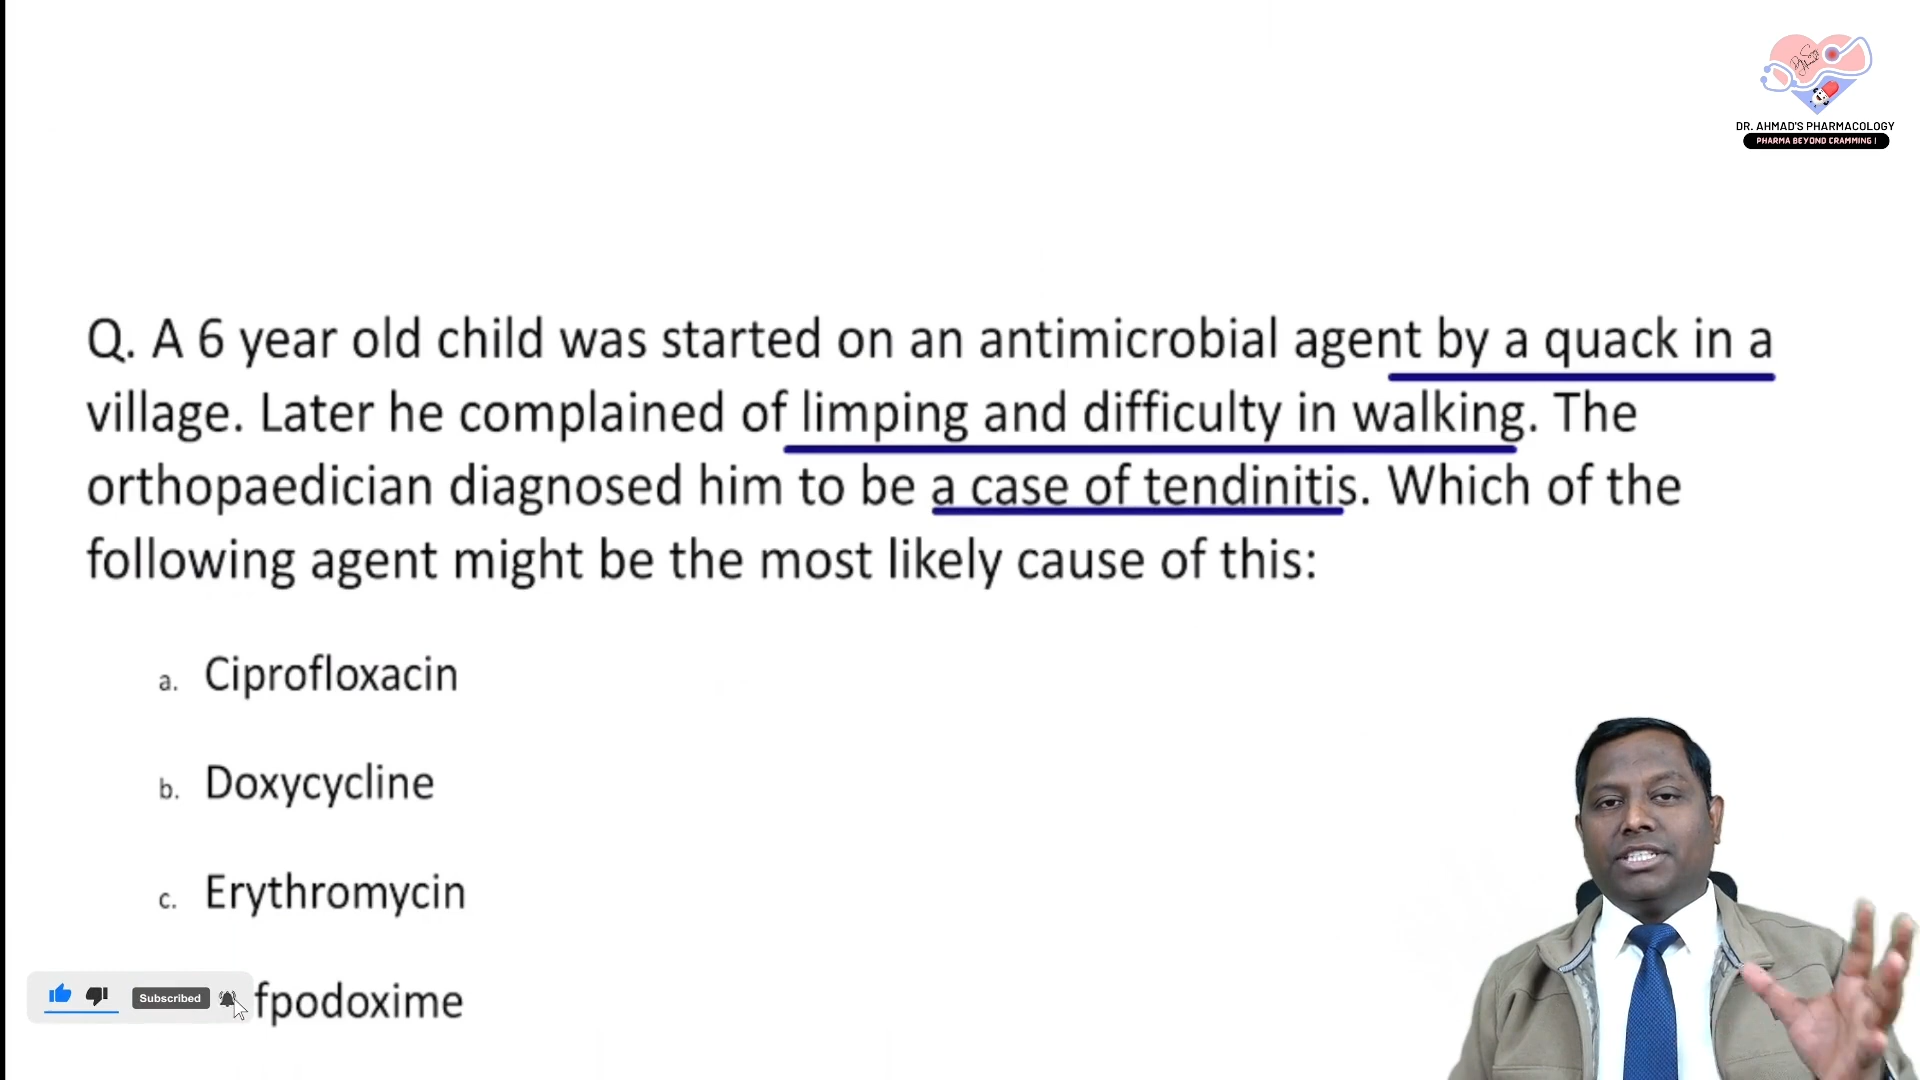 DR. AHMAD'S PHARMACOLOGY
PHARMA BEYOND CRAMMING !
Q. A 6 year old child was started on an antimicrobial agent by a quack in a
village. Later he complained of limping and difficulty in walking. The
orthopaedician diagnosed him to be a case of tendinitis. Which of the
following agent might be the most likely cause of this:
a. Ciprofloxacin
b. Doxycycline
c. Erythromycin
fpodoxime
Subscribed